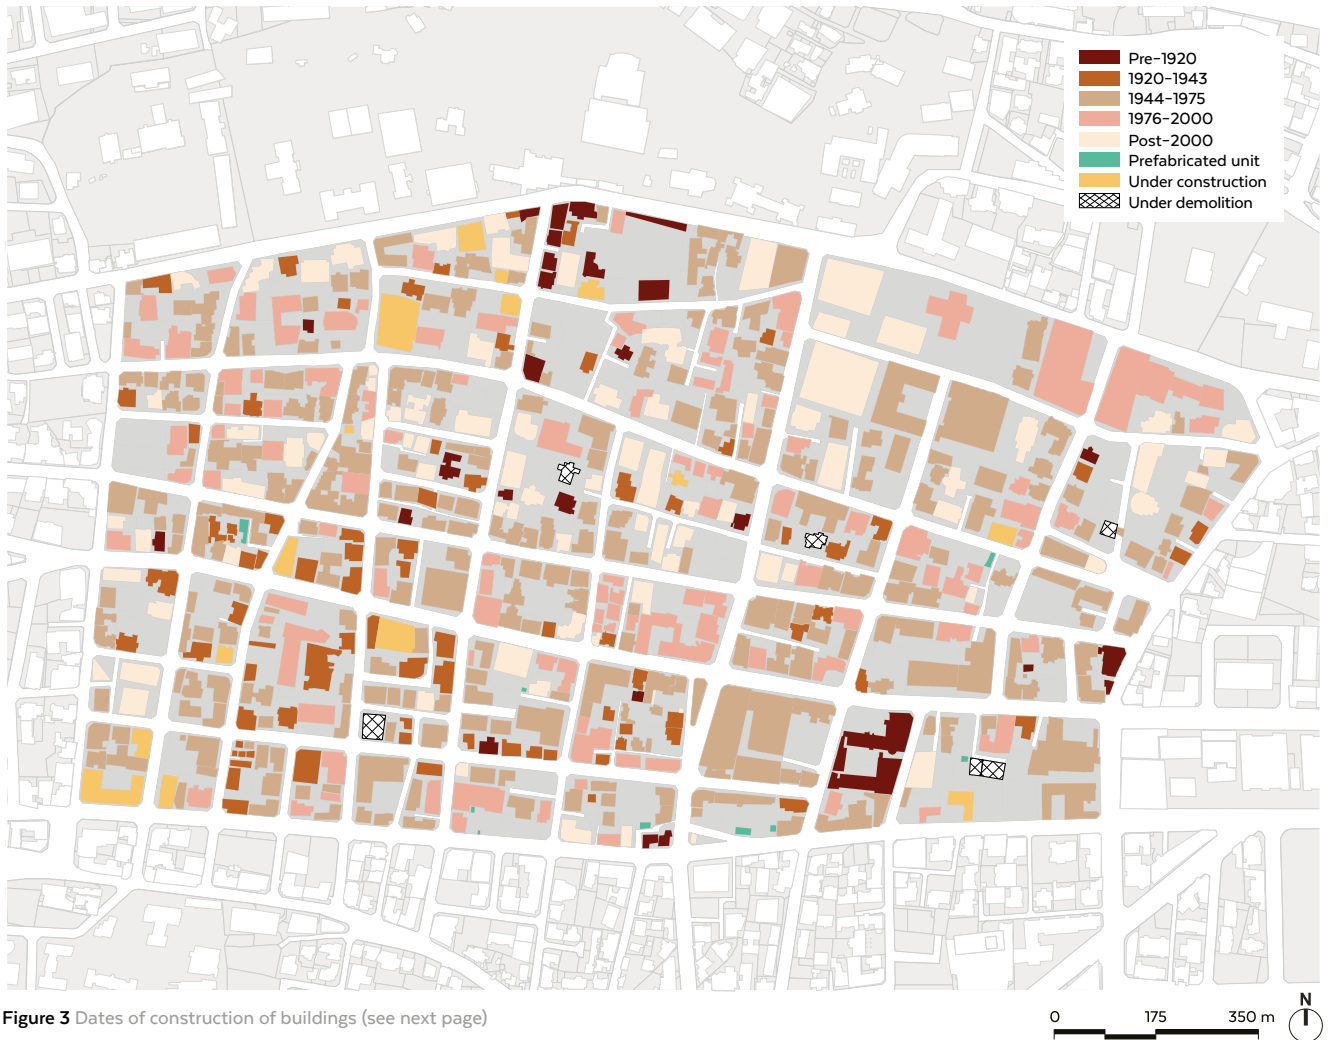 Pre-1920
1920-1943
1944-1975
1976-2000
Post-2000
Prefabricated unit
Under construction
Under demolition
Figure 3 Dates of construction of buildings (see next page)
0 175 350 m
N